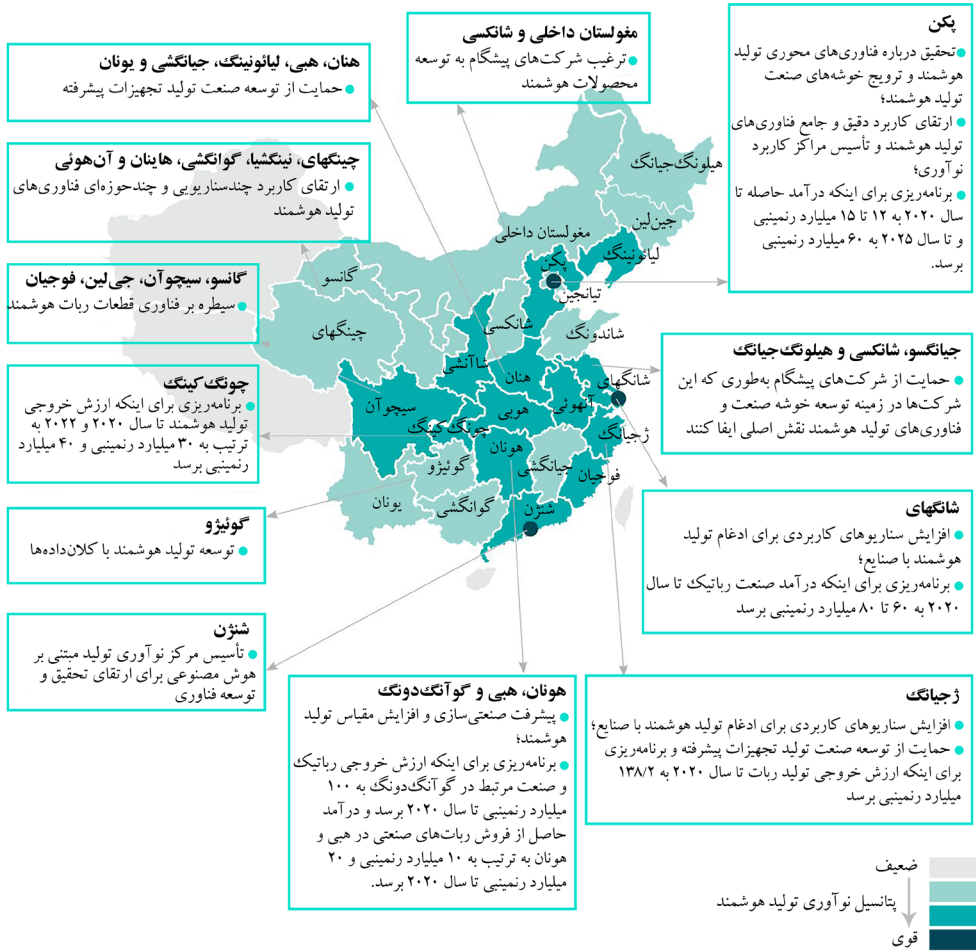 پکن
تحقیق درباره فناوری‌های محوری تولید
هوشمند و ترویج خوشه‌های صنعت
تولید هوشمند؛
ارتقای کاربرد دقیق و جامع فناوری‌های
تولید هوشمند و تأسیس مراکز کاربرد
نوآوری؛
برنامه‌ریزی برای اینکه درآمد حاصله تا
سال ۲۰۲۰ به ۱۲ تا ۱۵ میلیارد رنمینبی
و تا سال ۲۰۲۵ به ۶۰ میلیارد رنمینبی
برسد.
مغولستان داخلی و شانکسی
ترغیب شرکت‌های پیشگام به توسعه
محصولات هوشمند
هنان، هبی، لیائونینگ، جیانگشی و یونان
حمایت از توسعه صنعت تولید تجهیزات پیشرفته
چینگهای، نینگشیا، گوانگشی، هاینان و آن‌هوئی
ارتقای کاربرد چندسناریویی و چندحوزه‌ای فناوری‌های
تولید هوشمند
گانسو، سیچوآن، جی‌لین، فوجیان
سیطره بر فناوری قطعات ربات هوشمند
چونگ‌کینگ
برنامه‌ریزی برای اینکه ارزش خروجی
تولید هوشمند تا سال ۲۰۲۰ و ۲۰۲۲ به
ترتیب به ۳۰ میلیارد رنمینبی و ۴۰ میلیارد
رنمینبی برسد
گوئیژو
توسعه تولید هوشمند با کلان‌داده‌ها
شنژن
تأسیس مرکز نوآوری تولید مبتنی بر
هوش مصنوعی برای ارتقای تحقیق و
توسعه فناوری
جیانگسو، شانکسی و هیلونگ‌جیانگ
حمایت از شرکت‌های پیشگام به‌طوری که این
شرکت‌ها در زمینه توسعه خوشه صنعت و
فناوری‌های تولید هوشمند نقش اصلی ایفا کنند
شانگهای
افزایش سناریوهای کاربردی برای ادغام تولید
هوشمند با صنایع؛
برنامه‌ریزی برای اینکه درآمد صنعت رباتیک تا سال
۲۰۲۰ به ۶۰ تا ۸۰ میلیارد رنمینبی برسد
ژجیانگ
افزایش سناریوهای کاربردی برای ادغام تولید هوشمند با صنایع؛
حمایت از توسعه صنعت تولید تجهیزات پیشرفته و برنامه‌ریزی
برای اینکه ارزش خروجی تولید ربات تا سال ۲۰۲۰ به ۱۳۸/۲
میلیارد رنمینبی برسد
هونان، هبی و گوآنگ‌دونگ
پیشرفت صنعتی‌سازی و افزایش مقیاس تولید
هوشمند؛
برنامه‌ریزی برای اینکه ارزش خروجی رباتیک
و صنعت مرتبط در گوآنگ‌دونگ به ۱۰۰
میلیارد رنمینبی تا سال ۲۰۲۰ برسد و درآمد
حاصل از فروش ربات‌های صنعتی در هبی و
هونان به ترتیب به ۱۰ میلیارد رنمینبی و ۲۰
میلیارد رنمینبی تا سال ۲۰۲۰ برسد.
هیلونگ‌جیانگ
جین‌لین
مغولستان داخلی
لیائونینگ
پکن
تیانجین
گانسو
شانکسی
شاندونگ
چینگهای
شاآنشی
هنان
شانگهای
آنهوئی
سیچوآن
هوبی
چونگ‌کینگ
ژجیانگ
هونان
جیانگشی
گوئیژو
فوجیان
یونان
گوانگشی
شنژن
ضعیف
پتانسیل نوآوری تولید هوشمند
قوی